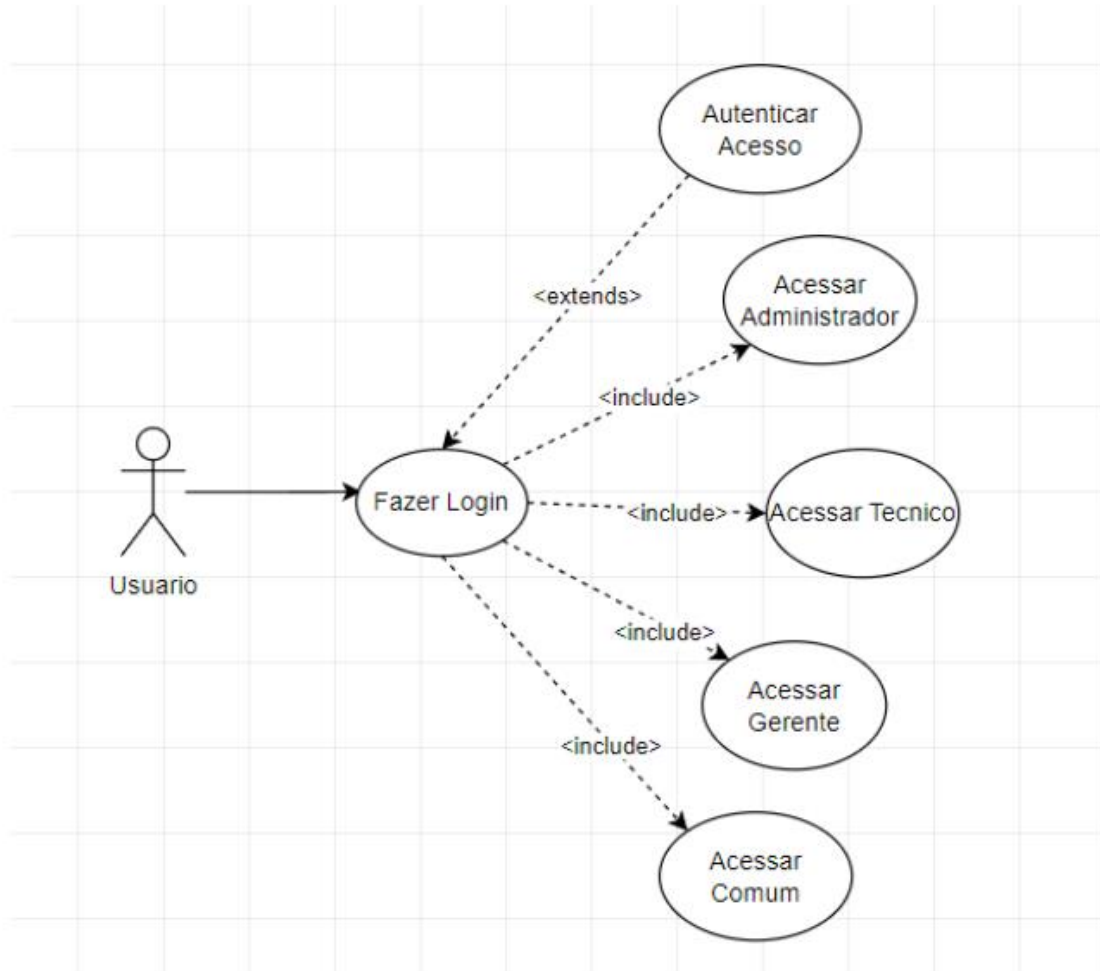 Autenticar
Acesso
<extends>
Acessar
Administrador
<include>
Fazer Login
<include>
Acessar Tecnico
Usuario
<include>
Acessar
Gerente
<include>
Acessar
Comum